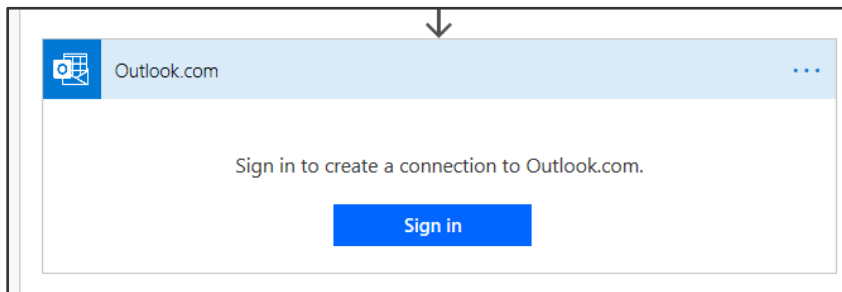 Outlook.com
Sign in to create a connection to Outlook.com.
Sign in